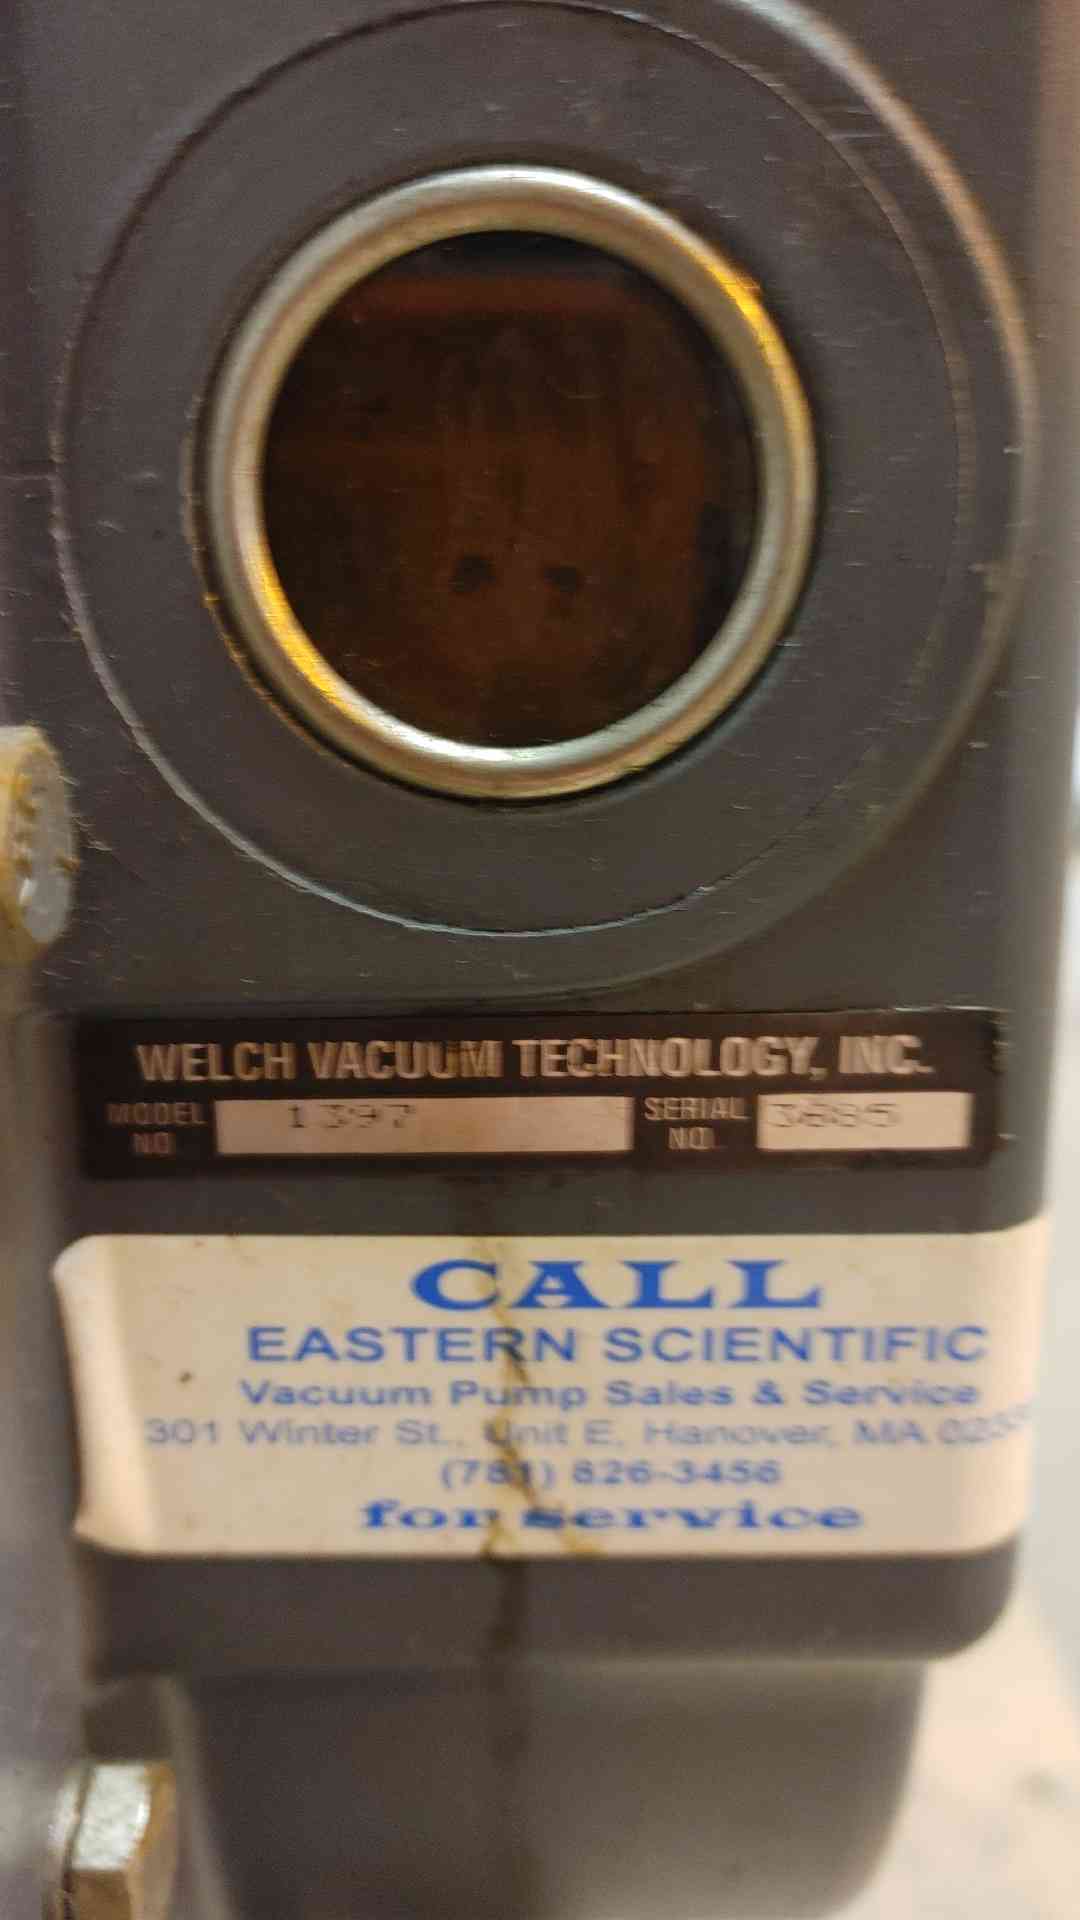 WELCH VACUUM TECHNOLOGY, INC.
MODEL NO 1397 SERIAL NO. 3685
CALL
EASTERN SCIENTIFIC
Vacuum Pump Sales & Service
301 Winter St., Unit E, Hanover, MA
(781) 826-3456
for service